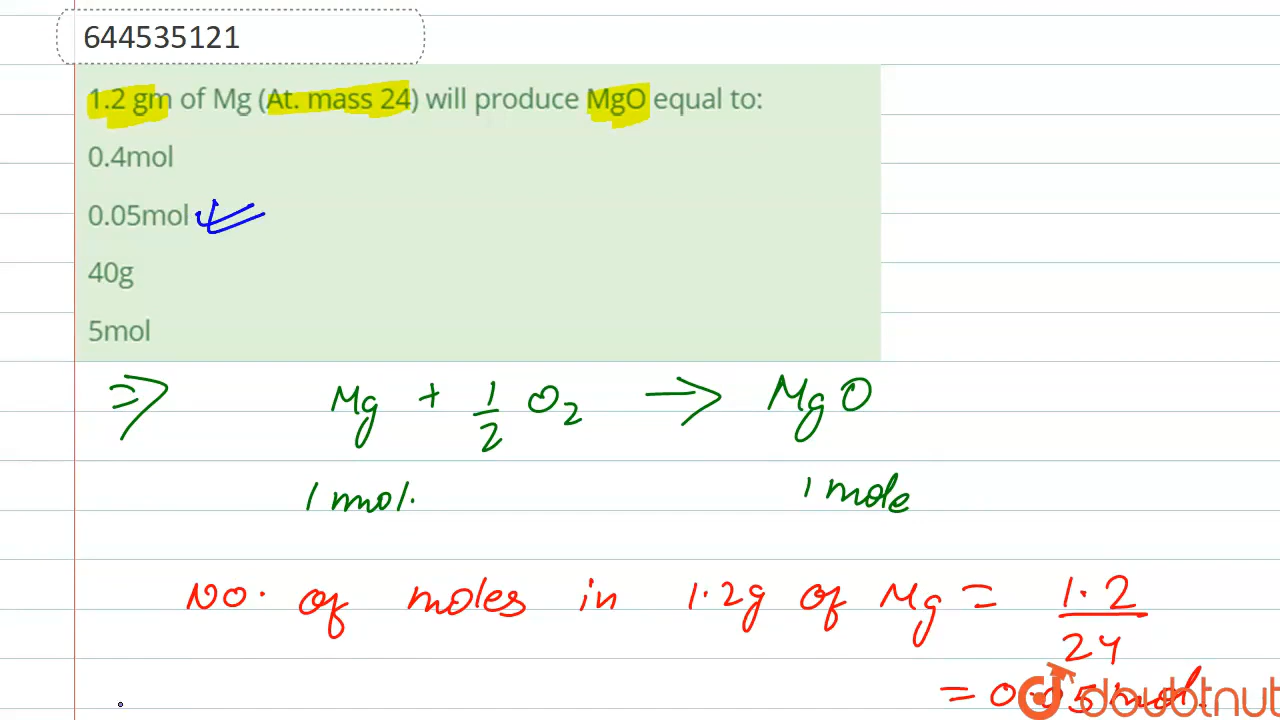 644535121
1.2 gm of Mg (At. mass 24) will produce MgO equal to:
0.4mol
0.05mol
40g
5mol
⇒ Mg + 1/2 O2 → MgO
1 mol. 1 mole
No. of moles in 1.2g of Mg = 1.2/24
= 0.05 mol.
doubtnut